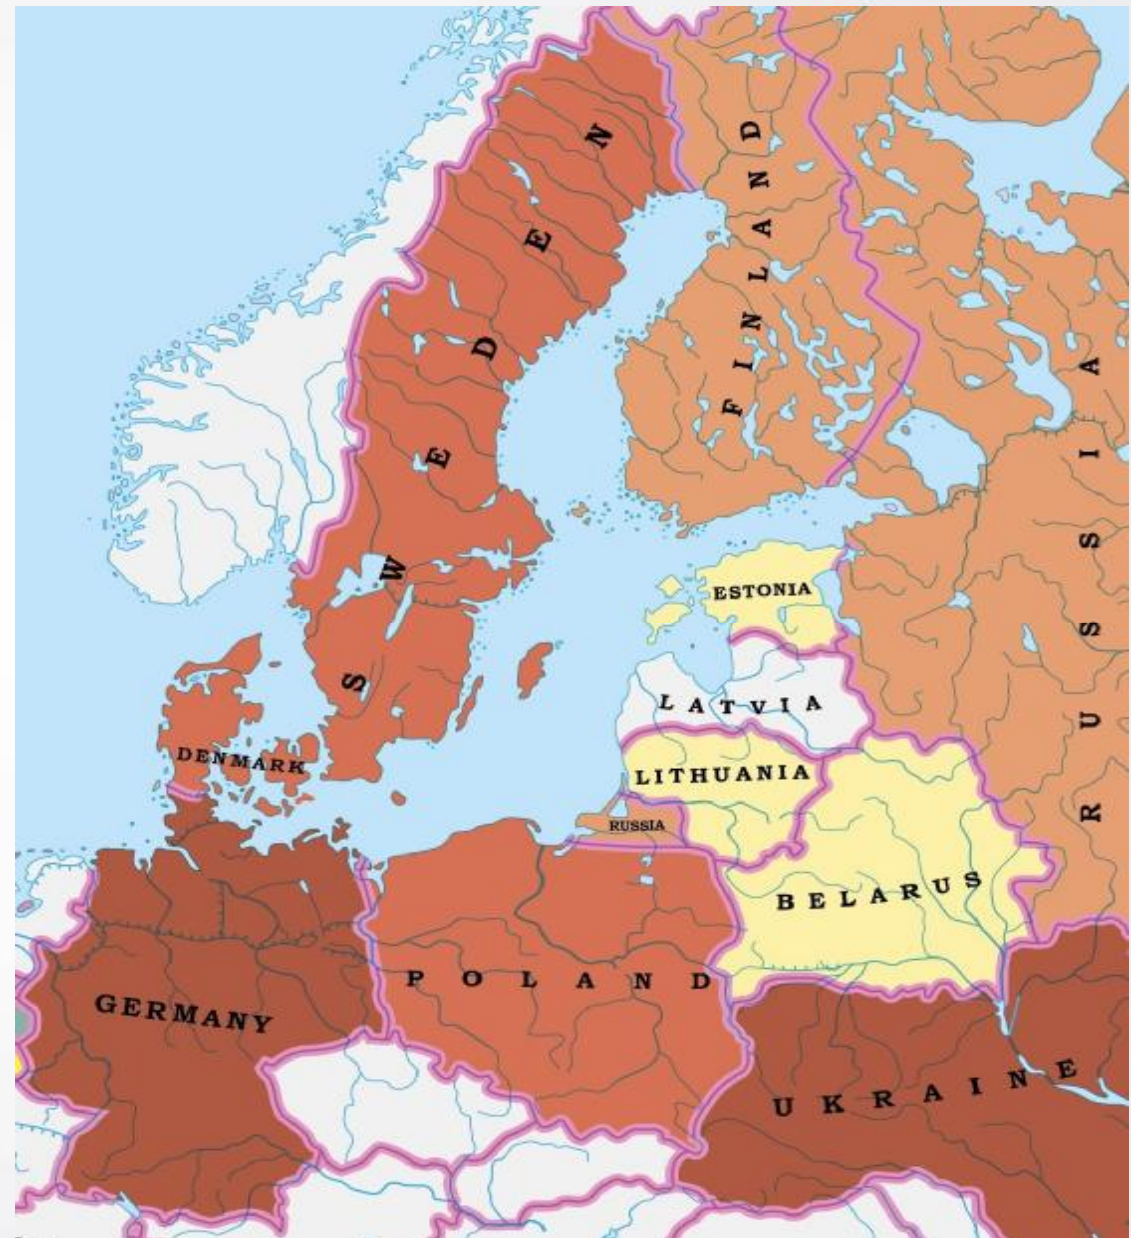 SWEDEN
FINLAND
RUSSIA
ESTONIA
LATVIA
DENMARK
LITHUANIA
RUSSIA
BELARUS
POLAND
GERMANY
UKRAINE